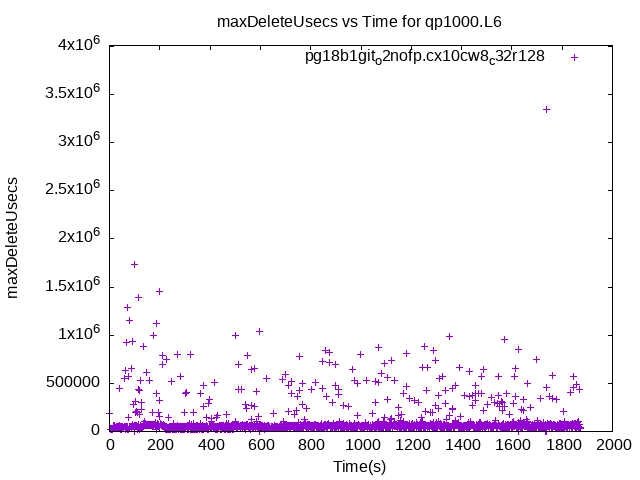 maxDeleteUsecs vs Time for qp1000.L6
pg18b1git_o2nofp.cx10cw8_c32r128
4x10^6
3.5x10^6
3x10^6
2.5x10^6
2x10^6
1.5x10^6
1x10^6
500000
0
maxDeleteUsecs
0 200 400 600 800 1000 1200 1400 1600 1800 2000
Time(s)